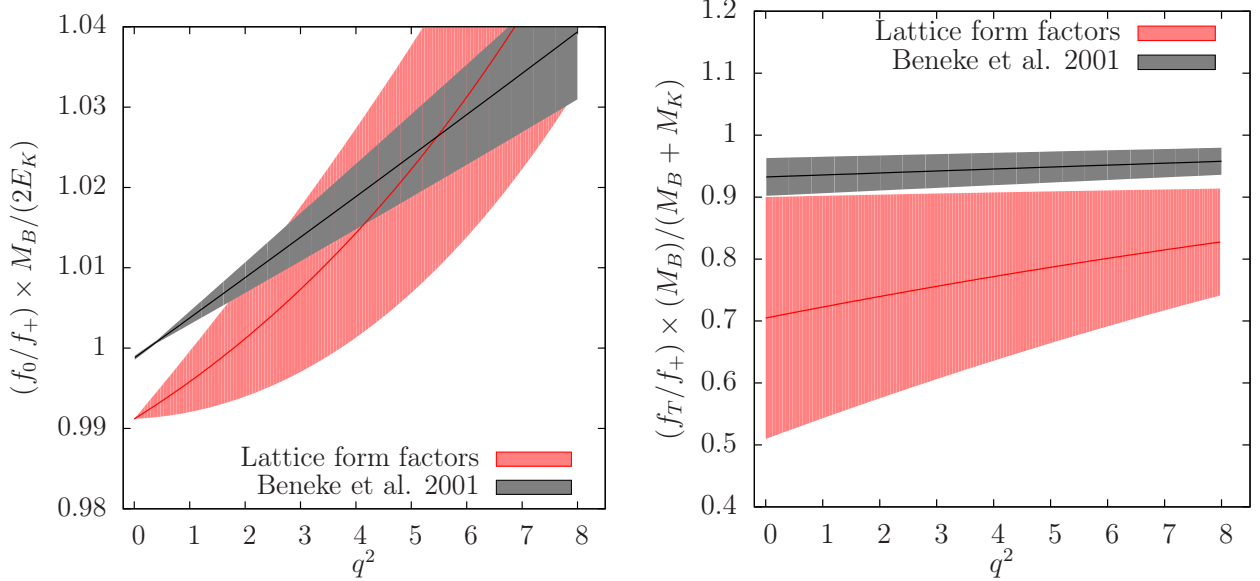 (f_0/f_+) × M_B/(2E_K)
1.04
1.03
1.02
1.01
1
0.99
0.98
Lattice form factors
Beneke et al. 2001
0 1 2 3 4 5 6 7 8
q^2
(f_T/f_+) × (M_B)/(M_B + M_K)
1.2
1.1
1
0.9
0.8
0.7
0.6
0.5
0.4
Lattice form factors
Beneke et al. 2001
0 1 2 3 4 5 6 7 8
q^2